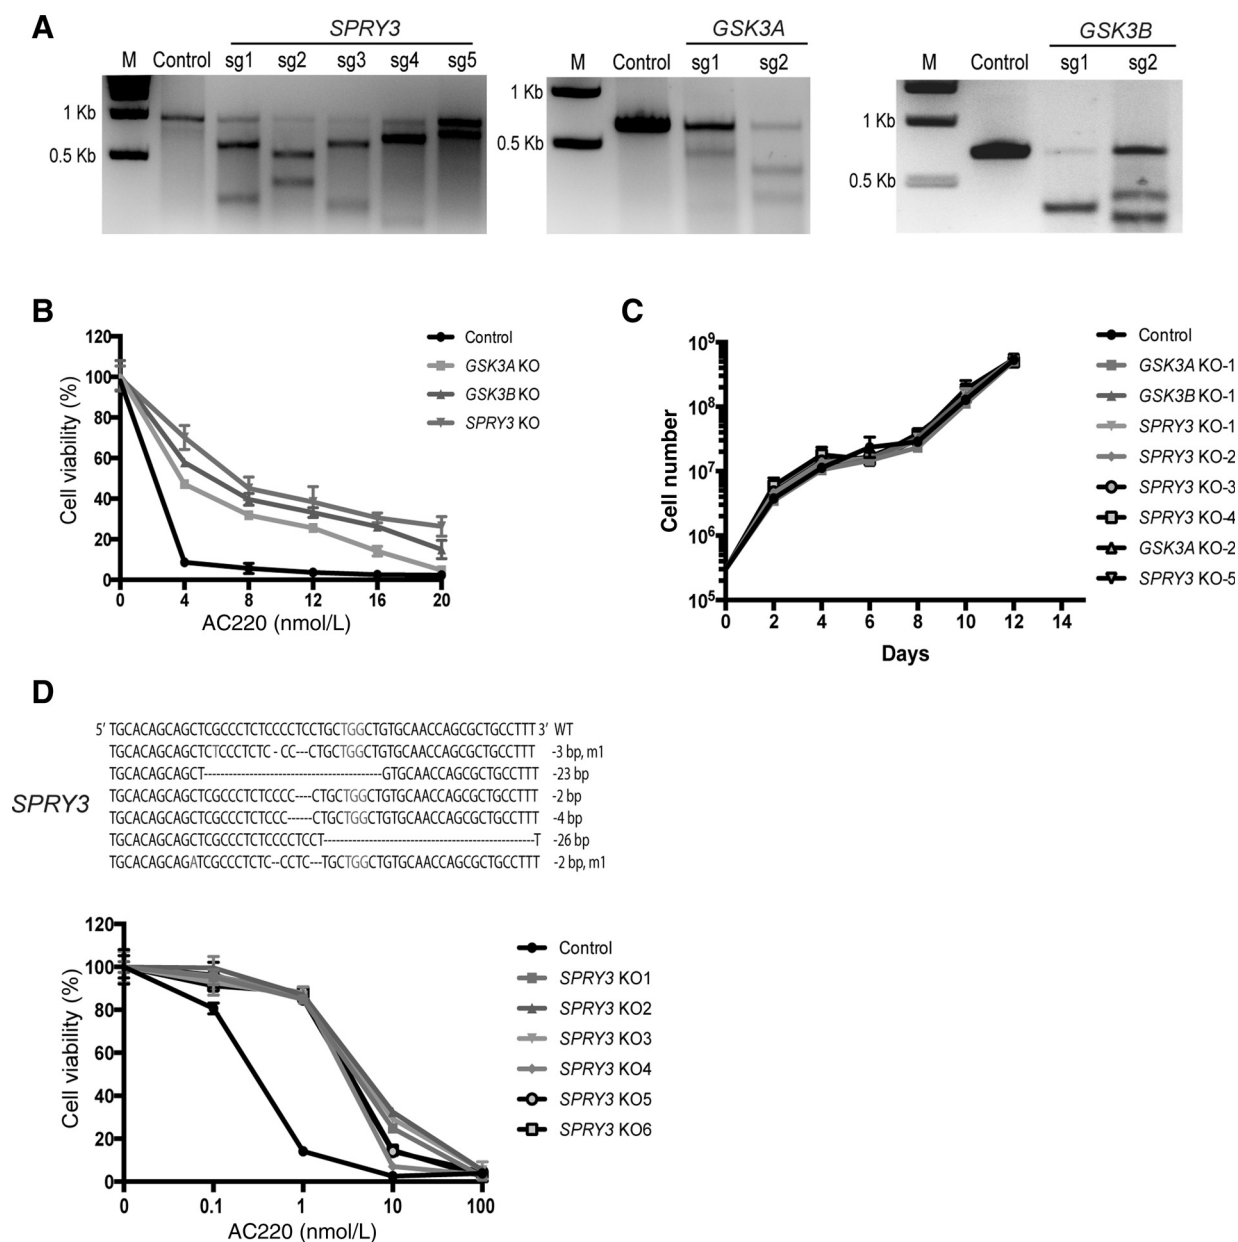 A
SPRY3
M Control sg1 sg2 sg3 sg4 sg5
1 Kb
0.5 Kb
GSK3A
M Control sg1 sg2
1 Kb
0.5 Kb
GSK3B
M Control sg1 sg2
1 Kb
0.5 Kb
B
Cell viability (%)
120
100
80
60
40
20
0
0 4 8 12 16 20
AC220 (nmol/L)
Control
GSK3A KO
GSK3B KO
SPRY3 KO
C
Cell number
10⁹
10⁸
10⁷
10⁶
10⁵
0 2 4 6 8 10 12 14
Days
Control
GSK3A KO-1
GSK3B KO-1
SPRY3 KO-1
SPRY3 KO-2
SPRY3 KO-3
SPRY3 KO-4
GSK3A KO-2
SPRY3 KO-5
D
SPRY3
5′ TGCACAGCAGCTCGCCCTCTCCCCTCCTGCTGGCTGTGCAACCAGCGCTGCCTTT 3′ WT
TGCACAGCAGCTCTCCCTCTC - CC---CTGCTGGCTGTGCAACCAGCGCTGCCTTT -3 bp, m1
TGCACAGCAGCT------------------------------------------GTGCAACCAGCGCTGCCTTT -23 bp
TGCACAGCAGCTCGCCCTCTCCCC----CTGCTGGCTGTGCAACCAGCGCTGCCTTT -2 bp
TGCACAGCAGCTCGCCCTCTCCC------CTGCTGGCTGTGCAACCAGCGCTGCCTTT -4 bp
TGCACAGCAGCTCGCCCTCTCCCCTCCT--------------------------------------------------T -26 bp
TGCACAGCAGATCGCCCTCTC--CCTC---TGCTGGCTGTGCAACCAGCGCTGCCTTT -2 bp, m1
Cell viability (%)
120
100
80
60
40
20
0
0 0.1 1 10 100
AC220 (nmol/L)
Control
SPRY3 KO1
SPRY3 KO2
SPRY3 KO3
SPRY3 KO4
SPRY3 KO5
SPRY3 KO6